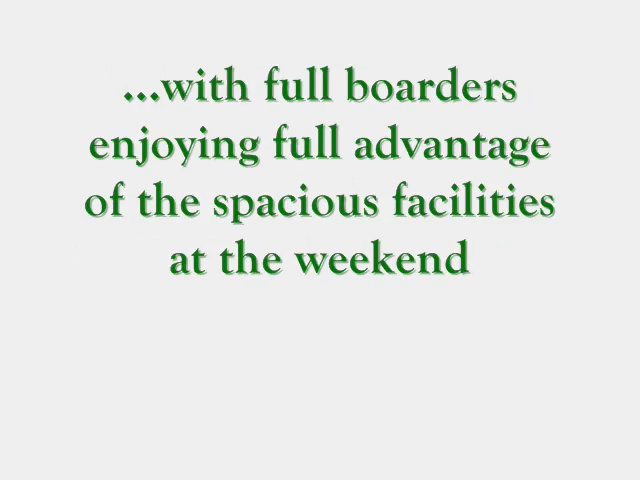 ...with full boarders
enjoying full advantage
of the spacious facilities
at the weekend